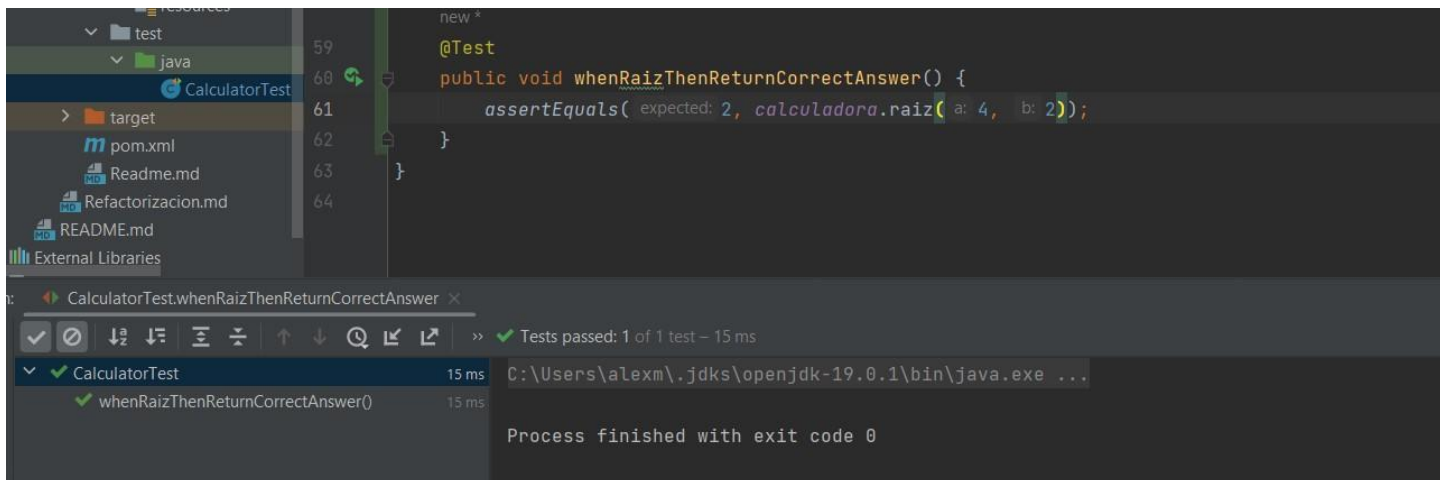 resources
test
java
CalculatorTest
target
pom.xml
Readme.md
Refactorizacion.md
README.md
External Libraries
new *
59 @Test
60 public void whenRaizThenReturnCorrectAnswer() {
61 assertEquals( expected: 2, calculadora.raiz( a: 4, b: 2));
62 }
63 }
64
CalculatorTest.whenRaizThenReturnCorrectAnswer
Tests passed: 1 of 1 test – 15 ms
CalculatorTest 15 ms
whenRaizThenReturnCorrectAnswer() 15 ms
C:\Users\alexm\.jdks\openjdk-19.0.1\bin\java.exe ...
Process finished with exit code 0